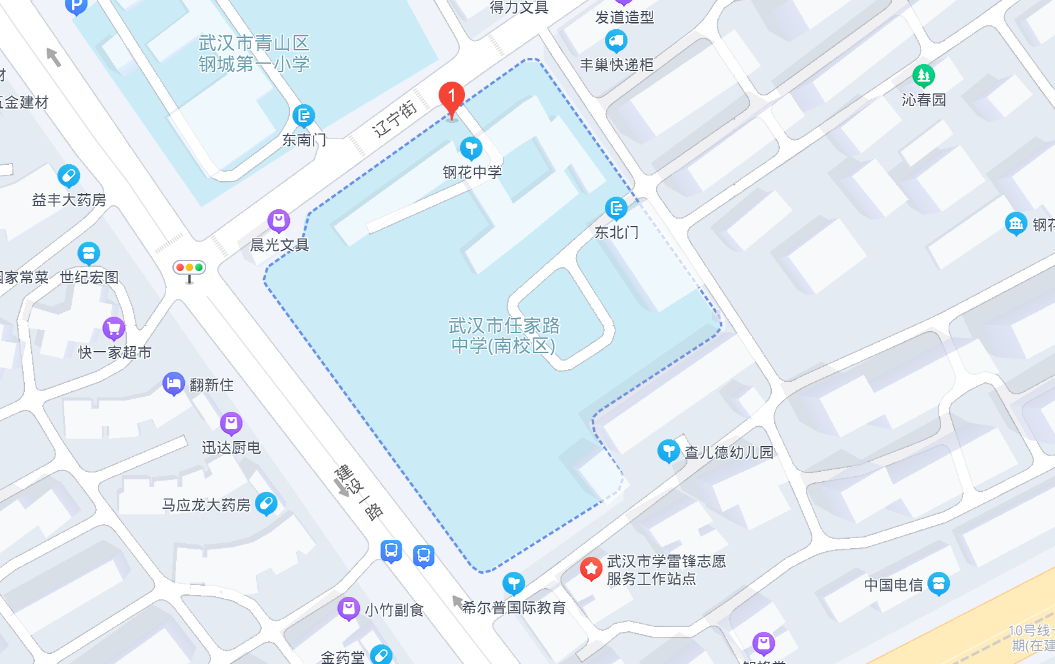 P
得力文具
发道造型
武汉市青山区
钢城第一小学
丰巢快递柜
五金建材
1
沁春园
辽宁街
东南门
钢花中学
益丰大药房
东北门
晨光文具
世纪宏图
武汉市任家路
中学(南校区)
快一家超市
翻新住
迅达厨电
查儿德幼儿园
建设一路
马应龙大药房
武汉市学雷锋志愿
服务工作站点
中国电信
希尔普国际教育
小竹副食
10号线一
期(在建
金药堂